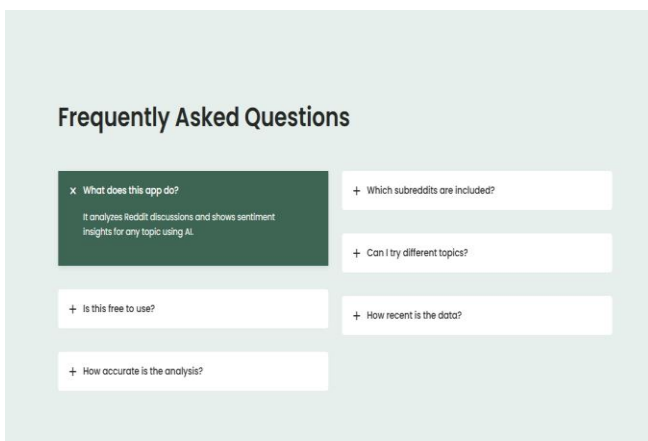 Frequently Asked Questions
x What does this app do?
It analyzes Reddit discussions and shows sentiment
insights for any topic using AI.
+ Is this free to use?
+ How accurate is the analysis?
+ Which subreddits are included?
+ Can I try different topics?
+ How recent is the data?